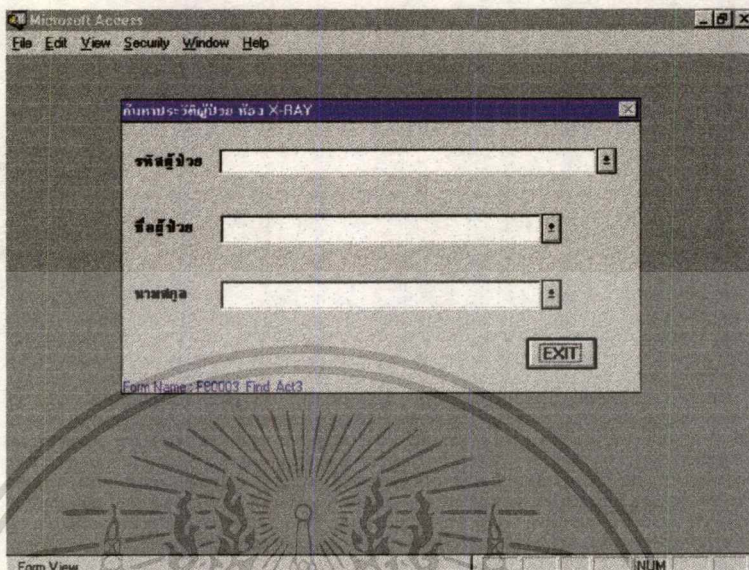 Microsoft Access
File Edit View Security Window Help
ค้นหาประวัติผู้ป่วย ห้อง X-RAY
รหัสผู้ป่วย
ชื่อผู้ป่วย
นามสกุล
EXIT
Form Name : F80003_Find_Act3
Form View NUM